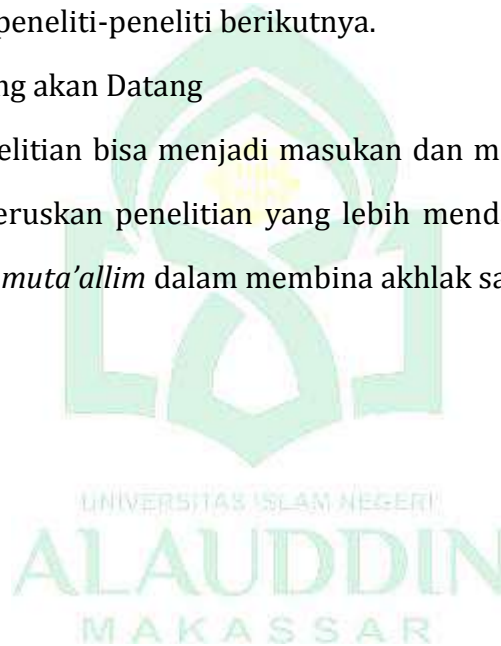 peneliti-peneliti berikutnya.
ng akan Datang
elitian bisa menjadi masukan dan m
eruskan penelitian yang lebih mend
muta’allim dalam membina akhlak sa
UNIVERSITAS ISLAM NEGERI
ALAUDDIN
MAKASSAR